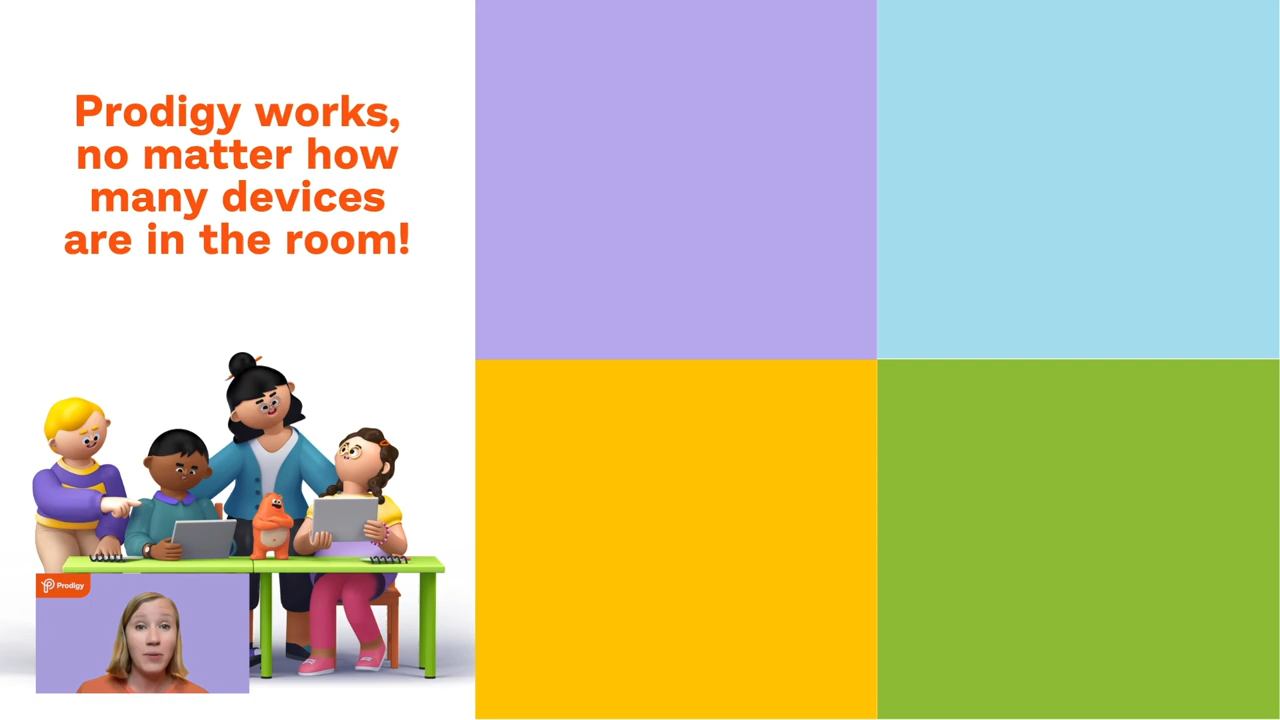 Prodigy works,
no matter how
many devices
are in the room!
Prodigy